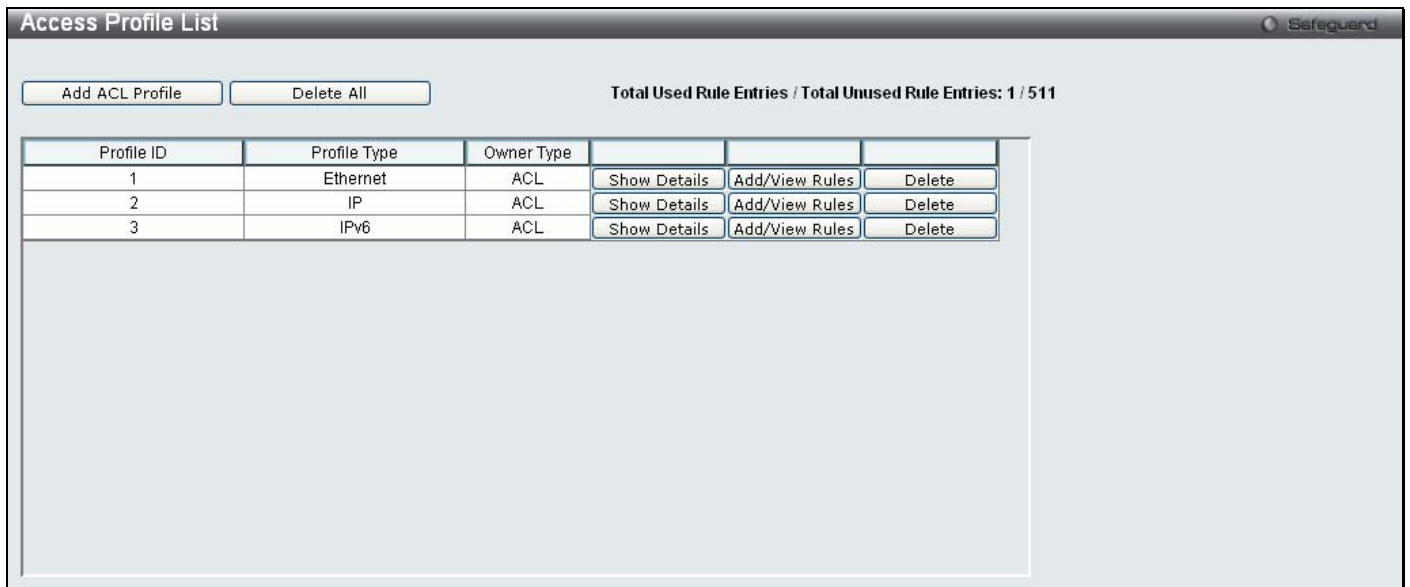 Access Profile List
Safeguard
Add ACL Profile Delete All Total Used Rule Entries / Total Unused Rule Entries: 1 / 511
Profile ID Profile Type Owner Type
1 Ethernet ACL Show Details Add/View Rules Delete
2 IP ACL Show Details Add/View Rules Delete
3 IPv6 ACL Show Details Add/View Rules Delete